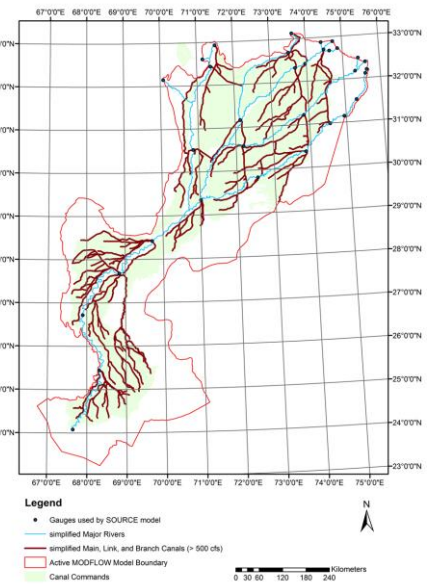 66°0'0"E 67°0'0"E 68°0'0"E 69°0'0"E 70°0'0"E 71°0'0"E 72°0'0"E 73°0'0"E 74°0'0"E 75°0'0"E 76°0'0"E
33°0'0"N
32°0'0"N
31°0'0"N
30°0'0"N
29°0'0"N
28°0'0"N
27°0'0"N
26°0'0"N
25°0'0"N
24°0'0"N
23°0'0"N
67°0'0"E 68°0'0"E 69°0'0"E 70°0'0"E 71°0'0"E 72°0'0"E 73°0'0"E 74°0'0"E 75°0'0"E
Legend
Gauges used by SOURCE model
simplified Major Rivers
simplified Main, Link, and Branch Canals (> 500 cfs)
Active MODFLOW Model Boundary
Canal Commands
N
Kilometers
0 30 60 120 180 240